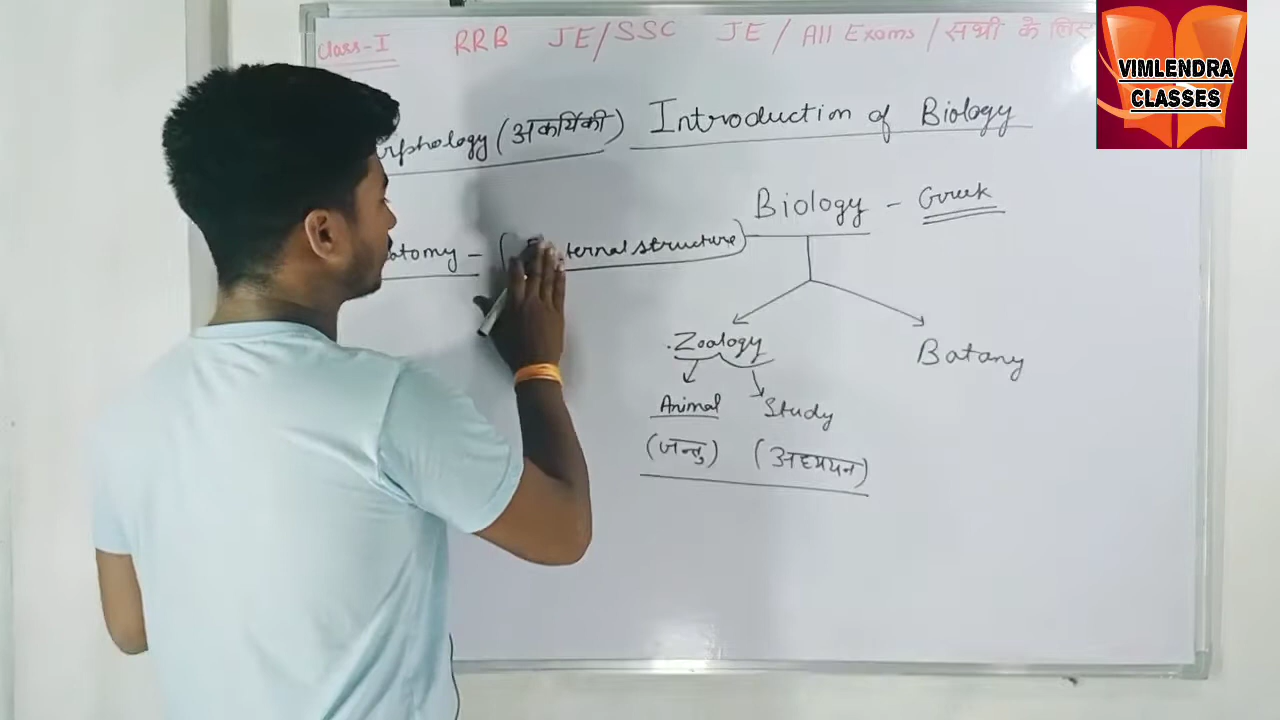 Class-I RRB JE/SSC JE / All Exams / सभी के लिए
VIMLENDRA
CLASSES
rphology (अकारिकी) Introduction of Biology
Biology - Greek
atomy - ternal structure)
Zoology
Botany
Animal Study
(जन्तु) (अध्ययन)